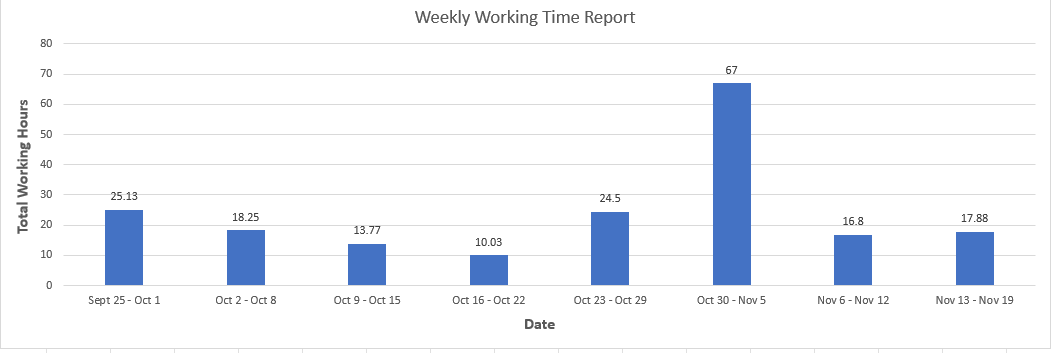 Weekly Working Time Report
80
70
60
50
40
30
20
10
0
Total Working Hours
25.13
18.25
13.77
10.03
24.5
67
16.8
17.88
Sept 25 - Oct 1
Oct 2 - Oct 8
Oct 9 - Oct 15
Oct 16 - Oct 22
Oct 23 - Oct 29
Oct 30 - Nov 5
Nov 6 - Nov 12
Nov 13 - Nov 19
Date